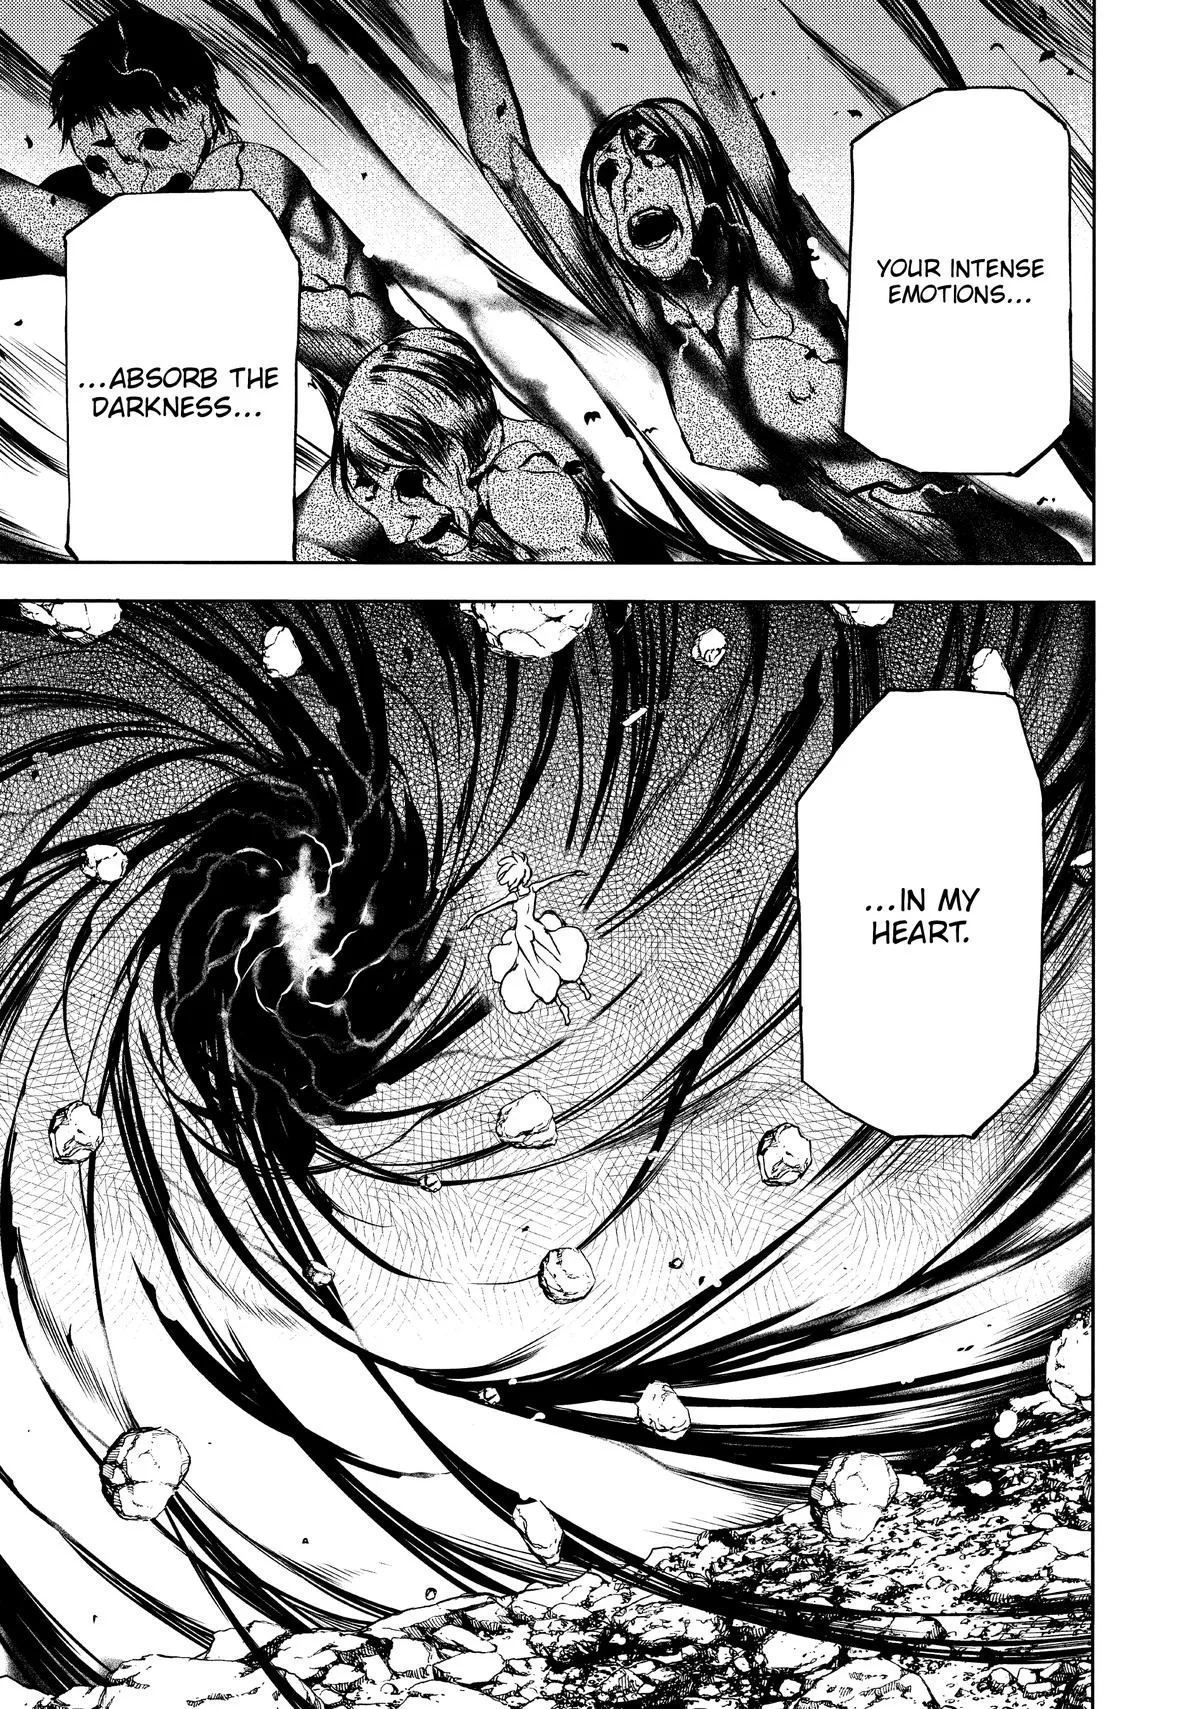 YOUR INTENSE
EMOTIONS...
...ABSORB THE
DARKNESS...
...IN MY
HEART.